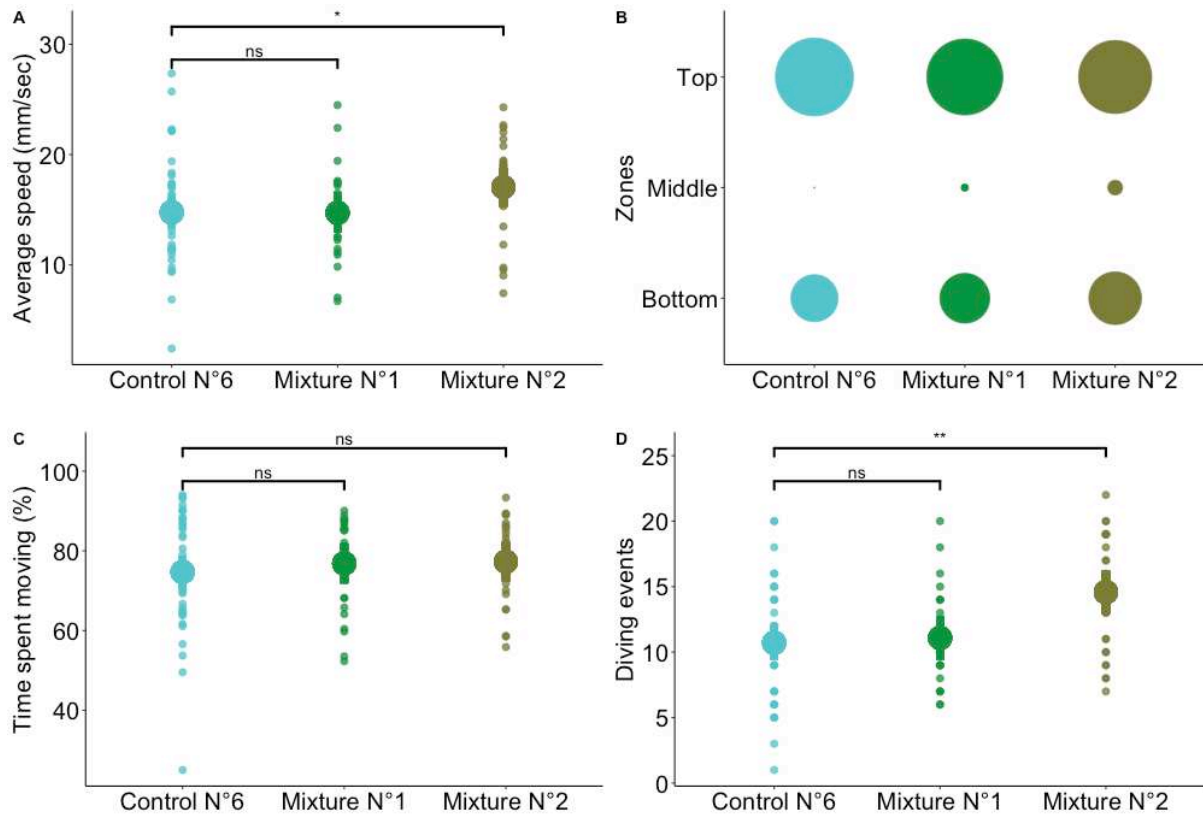 A
*
ns
30
20
10
Average speed (mm/sec)
Control N°6 Mixture N°1 Mixture N°2
B
Top
Middle
Bottom
Zones
Control N°6 Mixture N°1 Mixture N°2
C
ns
ns
100
80
60
40
Time spent moving (%)
Control N°6 Mixture N°1 Mixture N°2
D
**
ns
25
20
15
10
5
0
Diving events
Control N°6 Mixture N°1 Mixture N°2